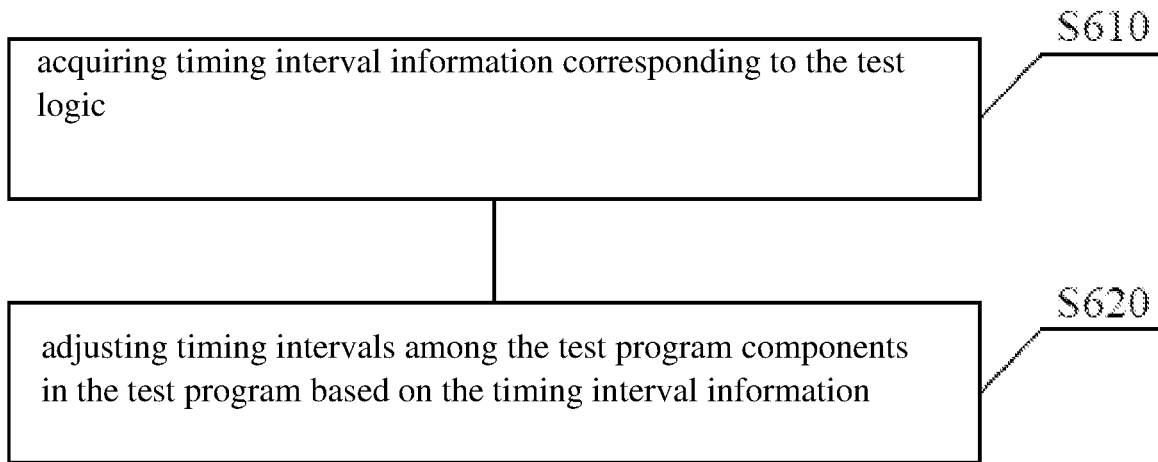 S610
acquiring timing interval information corresponding to the test
logic
S620
adjusting timing intervals among the test program components
in the test program based on the timing interval information